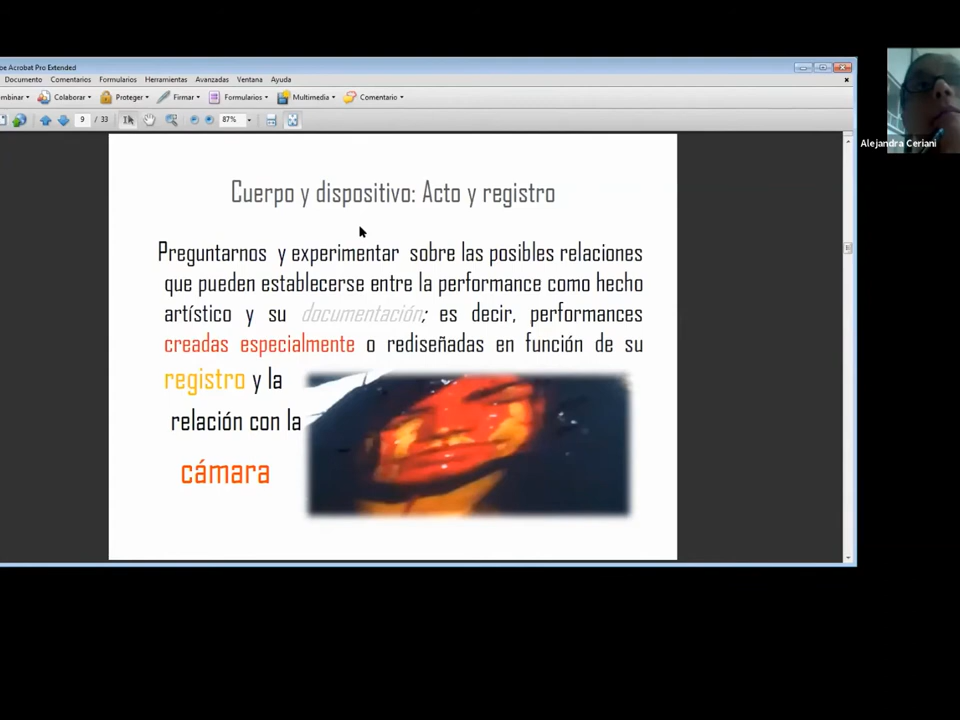 oe Acrobat Pro Extended
Documento Comentarios Formularios Herramientas Avanzadas Ventana Ayuda
mbinar Colaborar Proteger Firmar Formularios Multimedia Comentario
9 / 33 87%
Cuerpo y dispositivo: Acto y registro
Preguntarnos y experimentar sobre las posibles relaciones
que pueden establecerse entre la performance como hecho
artístico y su documentación; es decir, performances
creadas especialmente o rediseñadas en función de su
registro y la
relación con la
cámara
Alejandra Ceriani